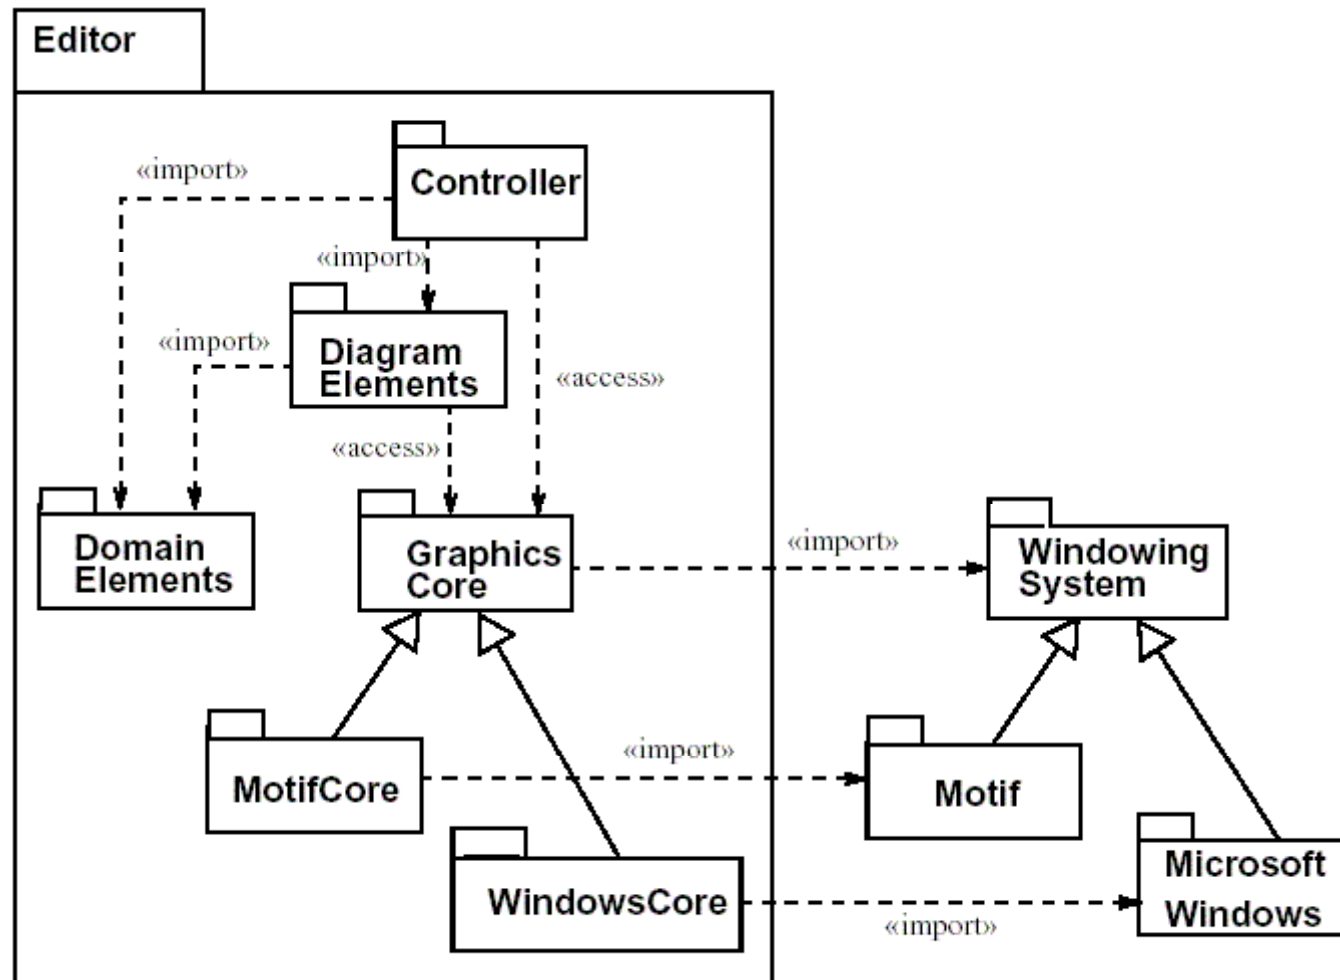 Editor
«import»
Controller
«import»
«import»
Diagram
Elements
«access»
«access»
Domain
Elements
Graphics
Core
«import»
Windowing
System
«import»
MotifCore
Motif
WindowsCore
«import»
Microsoft
Windows